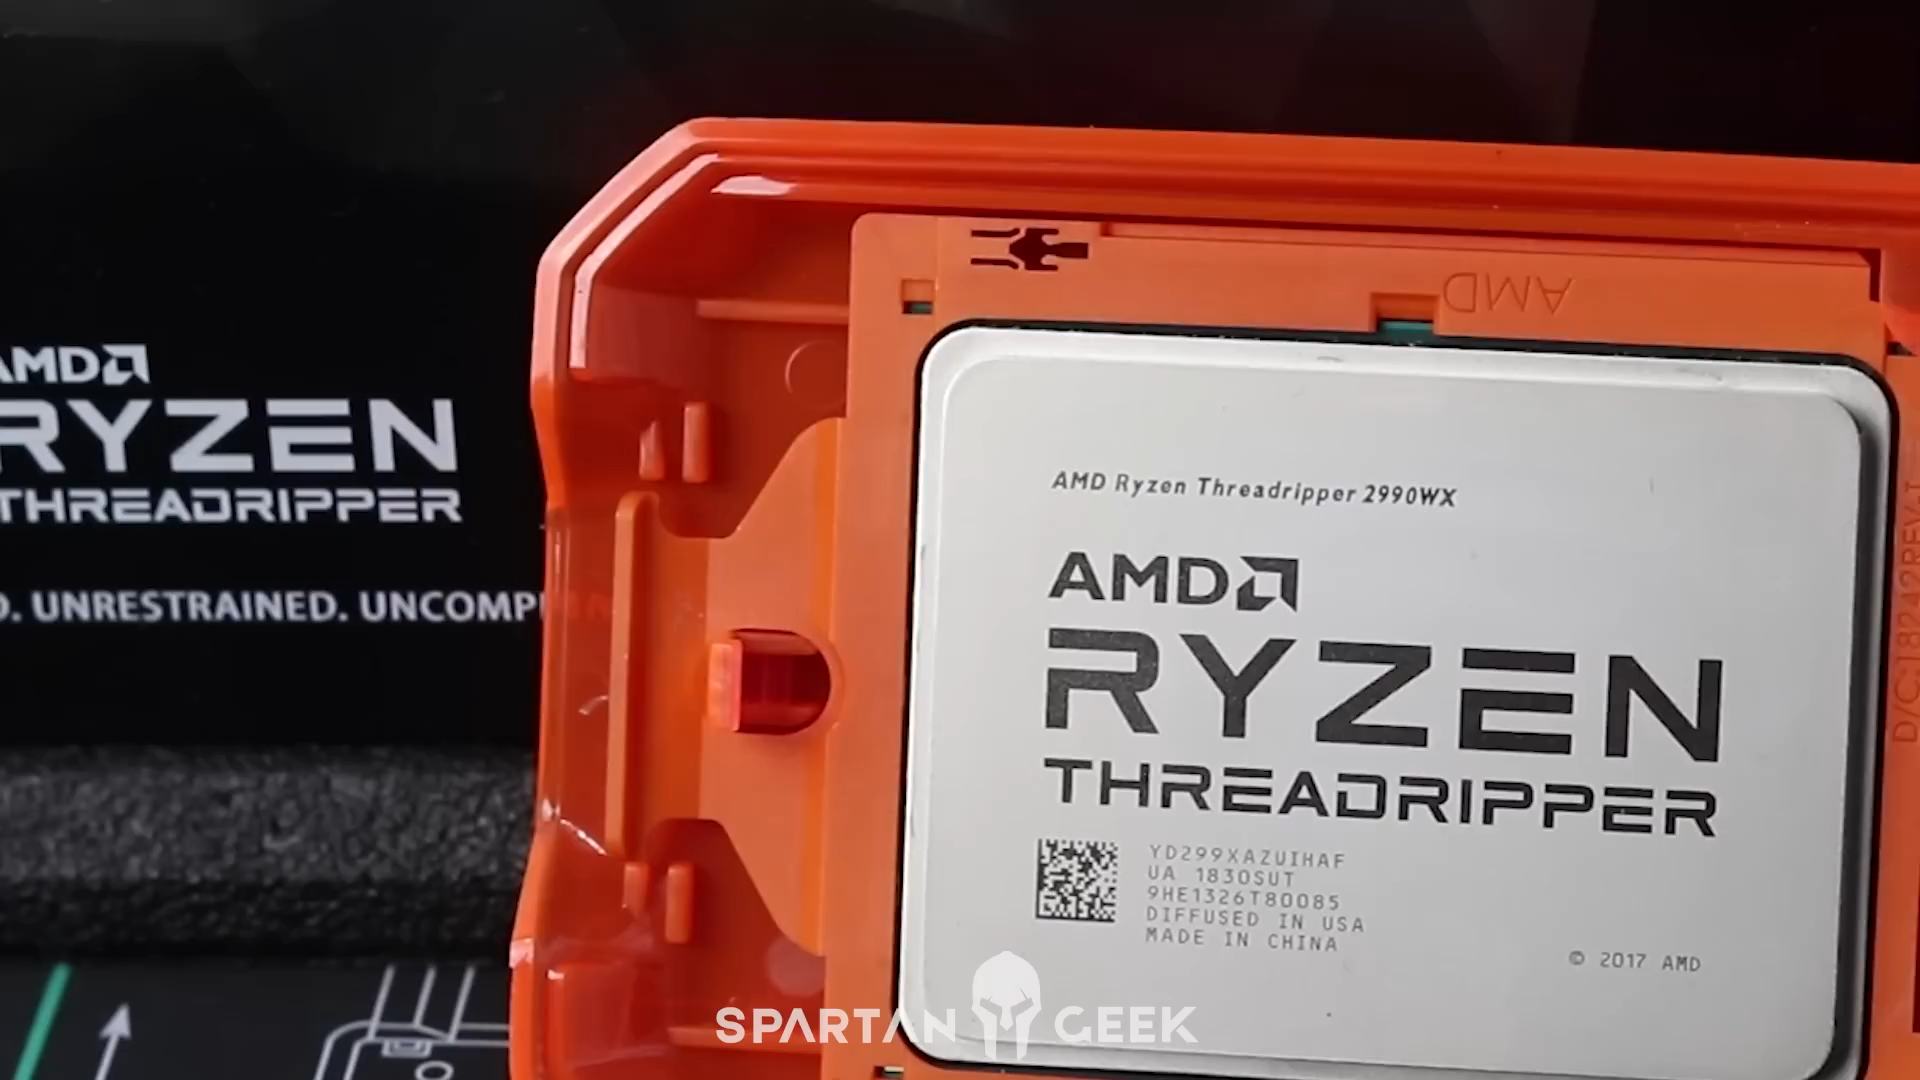 AMD
RYZEN
THREADRIPPER
UNRESTRAINED.
AMD
AMD Ryzen Threadripper 2990WX
AMD
RYZEN
THREADRIPPER
YD299XAZUIHAF
UA 1830SUT
9HE1326T80085
DIFFUSED IN USA
MADE IN CHINA
© 2017 AMD
SPARTAN GEEK